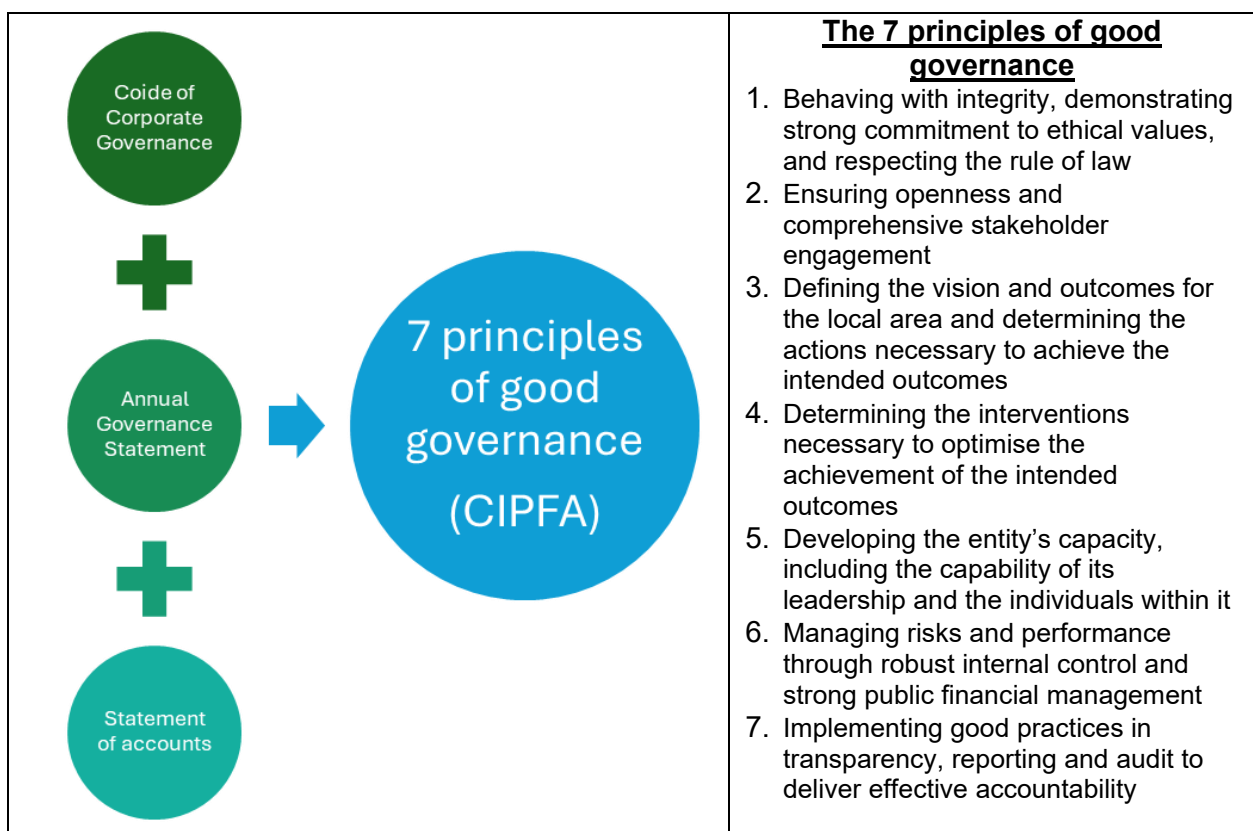 Coide of
Corporate
Governance
Annual
Governance
Statement
Statement
of accounts
7 principles
of good
governance
(CIPFA)
The 7 principles of good
governance
1. Behaving with integrity, demonstrating
strong commitment to ethical values,
and respecting the rule of law
2. Ensuring openness and
comprehensive stakeholder
engagement
3. Defining the vision and outcomes for
the local area and determining the
actions necessary to achieve the
intended outcomes
4. Determining the interventions
necessary to optimise the
achievement of the intended
outcomes
5. Developing the entity’s capacity,
including the capability of its
leadership and the individuals within it
6. Managing risks and performance
through robust internal control and
strong public financial management
7. Implementing good practices in
transparency, reporting and audit to
deliver effective accountability